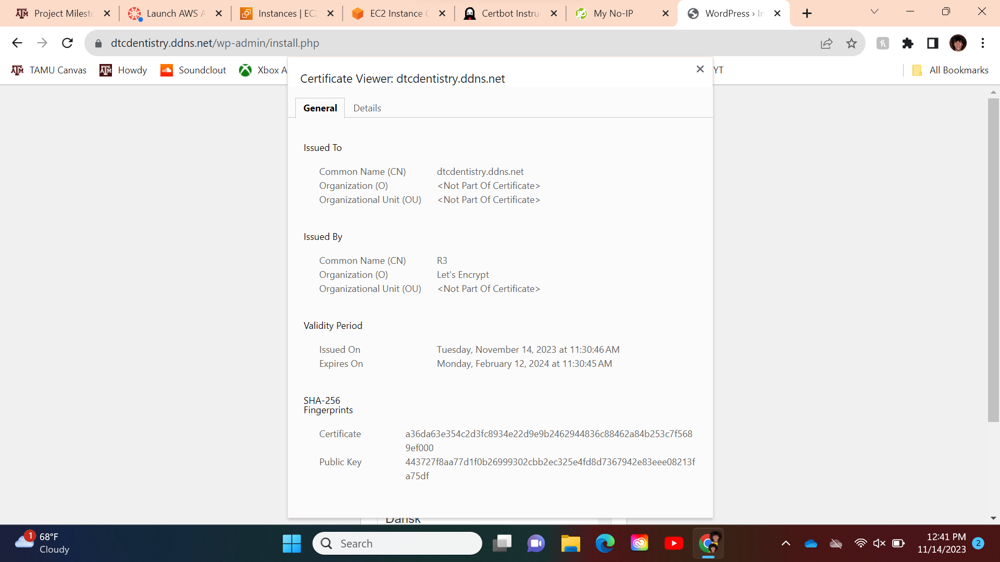 Project Milesto
Launch AWS A
Instances | EC2
EC2 Instance C
Certbot Instru
My No-IP
WordPress › In
dtcdentistry.ddns.net/wp-admin/install.php
TAMU Canvas
Howdy
Soundclout
Xbox A
YT
All Bookmarks
Certificate Viewer: dtcdentistry.ddns.net
General
Details
Issued To
Common Name (CN) dtcdentistry.ddns.net
Organization (O) <Not Part Of Certificate>
Organizational Unit (OU) <Not Part Of Certificate>
Issued By
Common Name (CN) R3
Organization (O) Let's Encrypt
Organizational Unit (OU) <Not Part Of Certificate>
Validity Period
Issued On Tuesday, November 14, 2023 at 11:30:46 AM
Expires On Monday, February 12, 2024 at 11:30:45 AM
SHA-256
Fingerprints
Certificate a36da63e354c2d3fc8934e22d9e9b2462944836c88462a84b253c7f568
9ef000
Public Key 443727f8aa77d1f0b26999302cbb2ec325e4fd8d7367942e83eee08213f
a75df
Dansk
1
68°F
Cloudy
Search
12:41 PM
11/14/2023
2